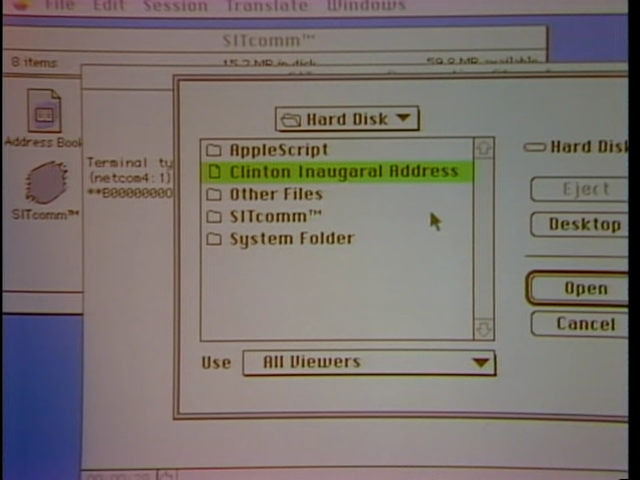 File Edit Session Translate Windows
SITcomm™
8 items 15.2 MB in disk 59.8 MB available
Address Book
SITcomm™
Terminal ty
(netcom4:1)
**B00000000
Hard Disk
AppleScript
Clinton Inaugaral Address
Other Files
SITcomm™
System Folder
Hard Disk
Eject
Desktop
Open
Cancel
Use All Viewers